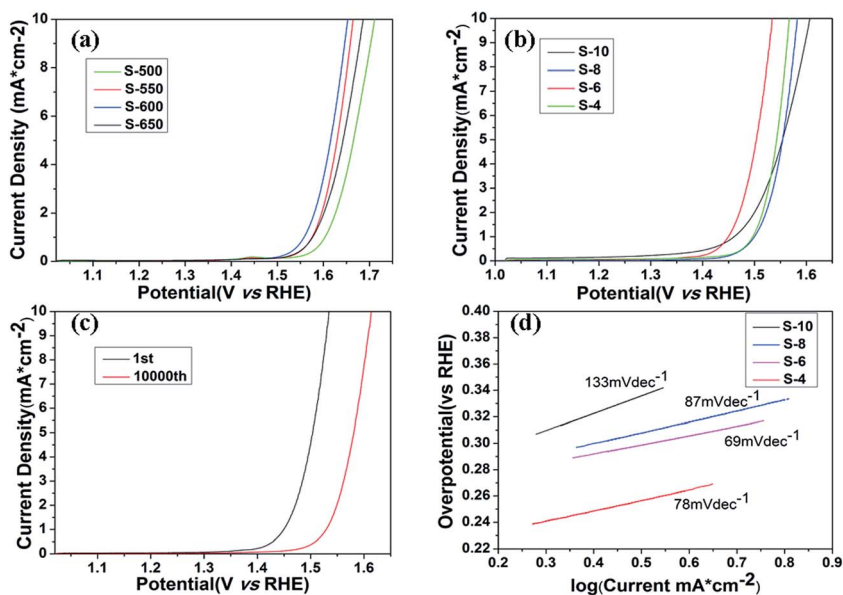 (a)
S-500
S-550
S-600
S-650
Current Density (mA*cm-2)
10
8
6
4
2
0
1.1 1.2 1.3 1.4 1.5 1.6 1.7
Potential(V vs RHE)
(b)
S-10
S-8
S-6
S-4
Current Density(mA*cm-2)
10
9
8
7
6
5
4
3
2
1
0
1.0 1.1 1.2 1.3 1.4 1.5 1.6
Potential(V vs RHE)
(c)
1st
10000th
Current Density(mA*cm-2)
10
9
8
7
6
5
4
3
2
1
0
1.1 1.2 1.3 1.4 1.5 1.6
Potential(V vs RHE)
(d)
S-10
S-8
S-6
S-4
133mVdec-1
87mVdec-1
69mVdec-1
78mVdec-1
Overpotential(vs RHE)
0.40
0.38
0.36
0.34
0.32
0.30
0.28
0.26
0.24
0.22
0.2 0.3 0.4 0.5 0.6 0.7 0.8 0.9
log(Current mA*cm-2)